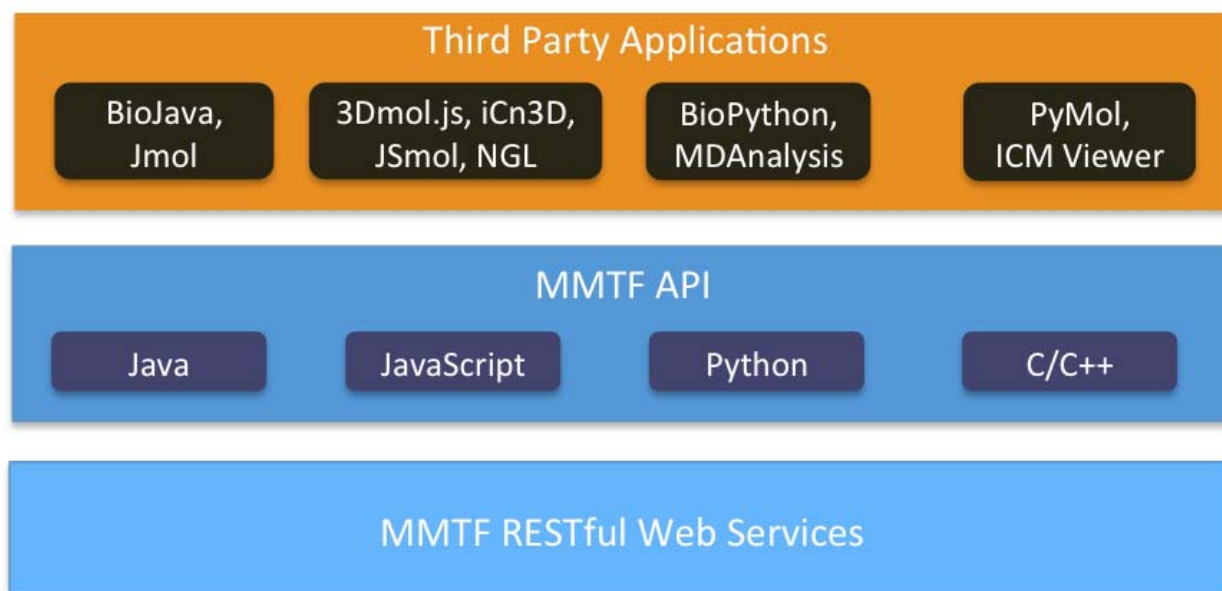 Third Party Applications
BioJava,
Jmol
3Dmol.js, iCn3D,
JSmol, NGL
BioPython,
MDAnalysis
PyMol,
ICM Viewer
MMTF API
Java
JavaScript
Python
C/C++
MMTF RESTful Web Services